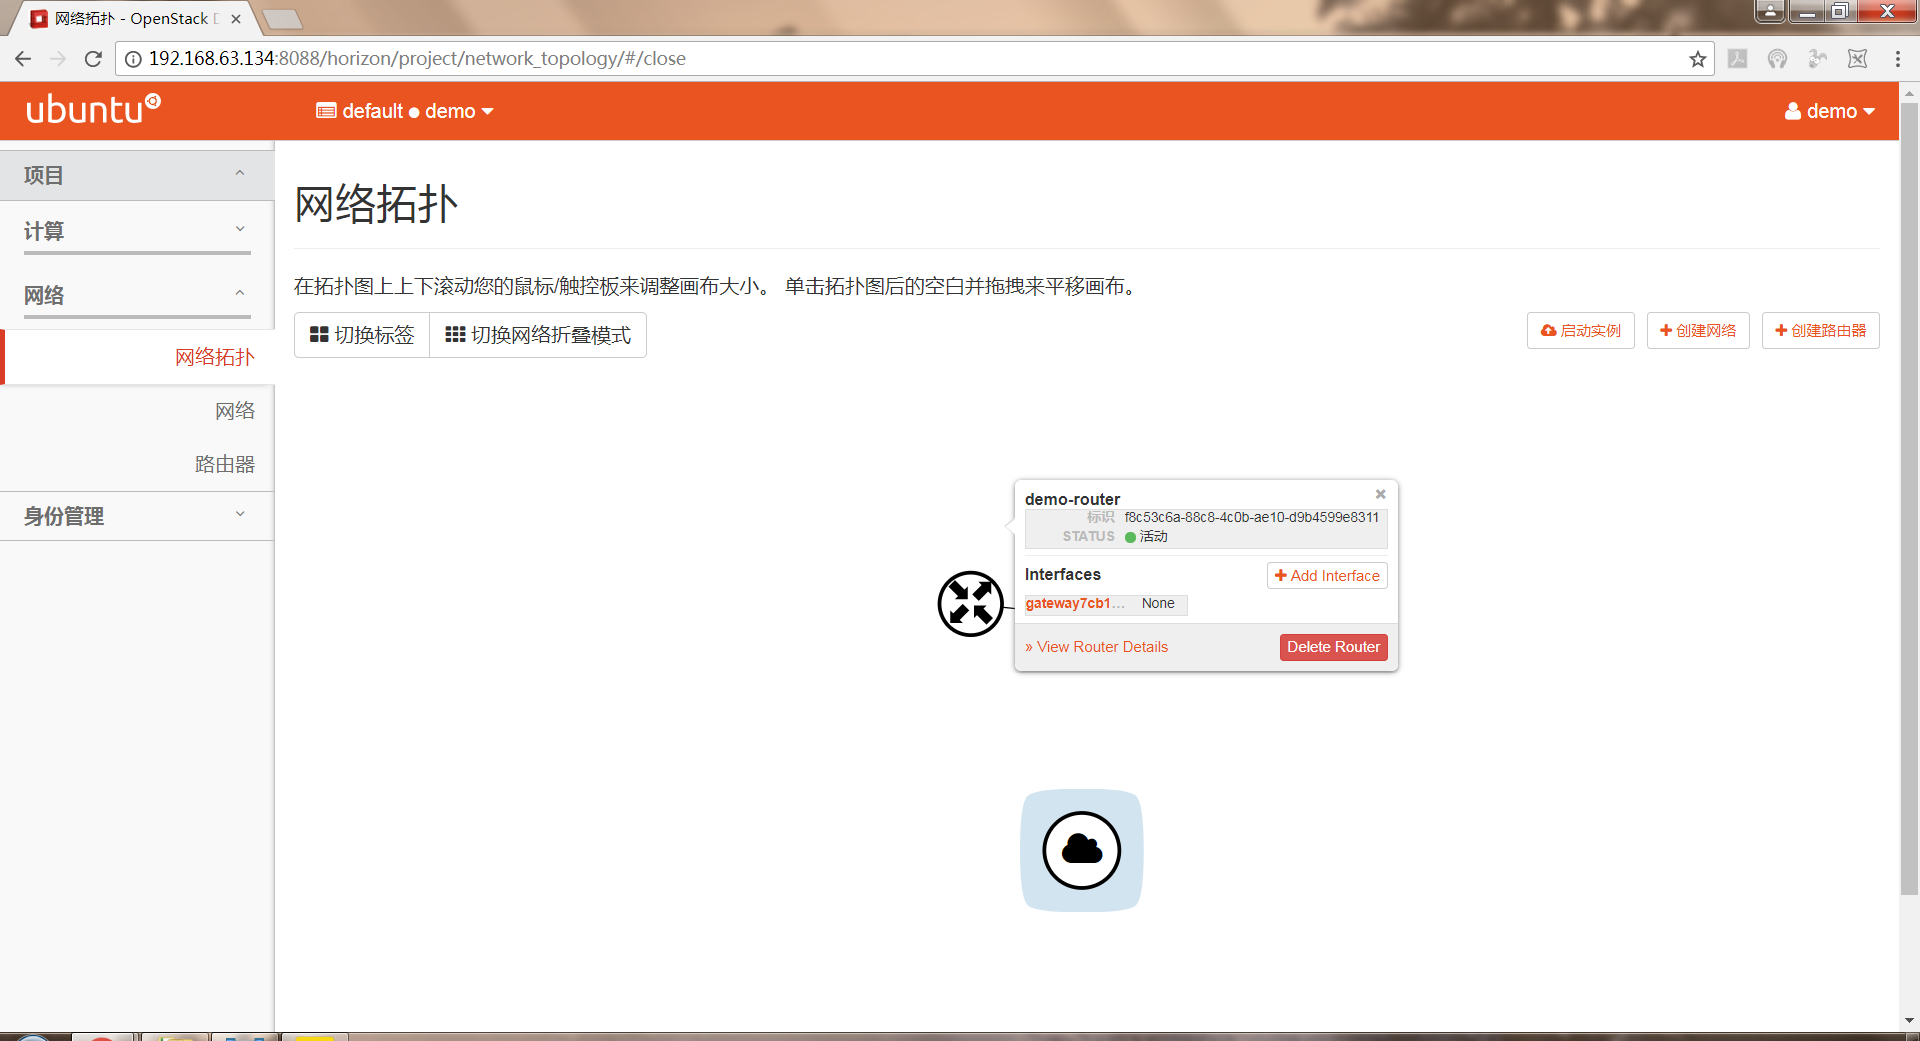 网络拓扑 - OpenStack
192.168.63.134:8088/horizon/project/network_topology/#/close
ubuntu
default ● demo
demo
项目
计算
网络
网络拓扑
网络
路由器
身份管理
网络拓扑
在拓扑图上上下滚动您的鼠标/触控板来调整画布大小。 单击拓扑图后的空白并拖拽来平移画布。
切换标签
切换网络折叠模式
启动实例
创建网络
创建路由器
demo-router
标识 f8c53c6a-88c8-4c0b-ae10-d9b4599e8311
STATUS 活动
Interfaces
Add Interface
gateway7cb1... None
» View Router Details
Delete Router